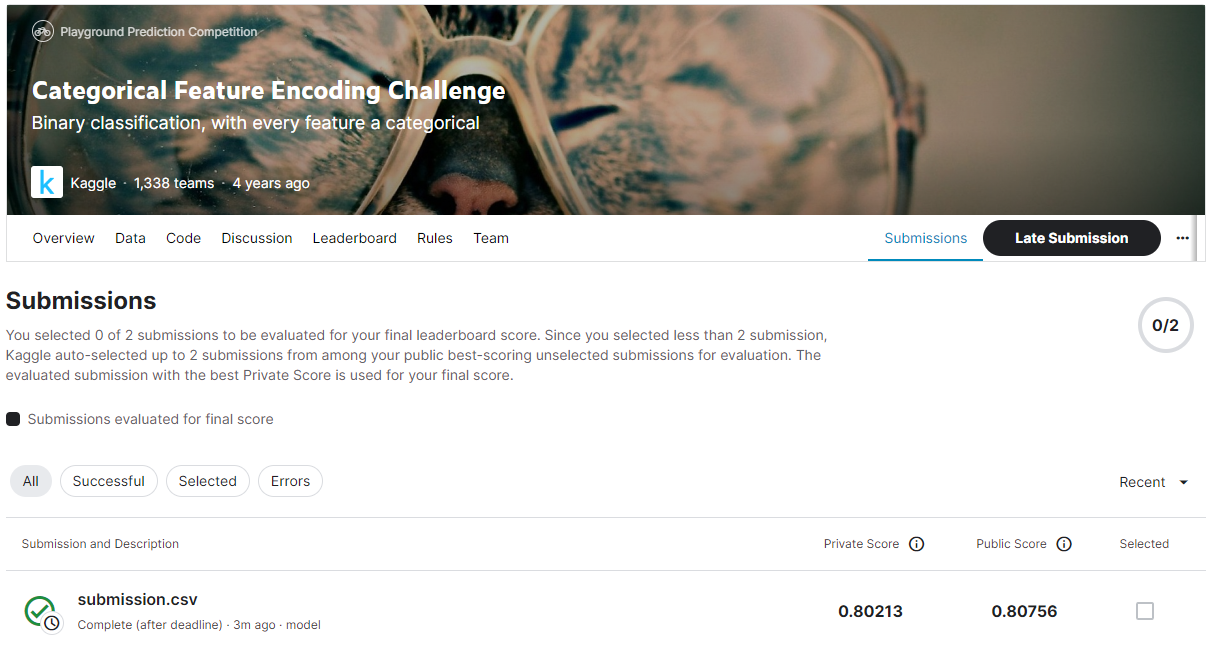 Playground Prediction Competition
Categorical Feature Encoding Challenge
Binary classification, with every feature a categorical
k Kaggle · 1,338 teams · 4 years ago
Overview Data Code Discussion Leaderboard Rules Team Submissions Late Submission ...
Submissions
0/2
You selected 0 of 2 submissions to be evaluated for your final leaderboard score. Since you selected less than 2 submission,
Kaggle auto-selected up to 2 submissions from among your public best-scoring unselected submissions for evaluation. The
evaluated submission with the best Private Score is used for your final score.
Submissions evaluated for final score
All Successful Selected Errors Recent
Submission and Description Private Score Public Score Selected
submission.csv
Complete (after deadline) · 3m ago · model
0.80213 0.80756